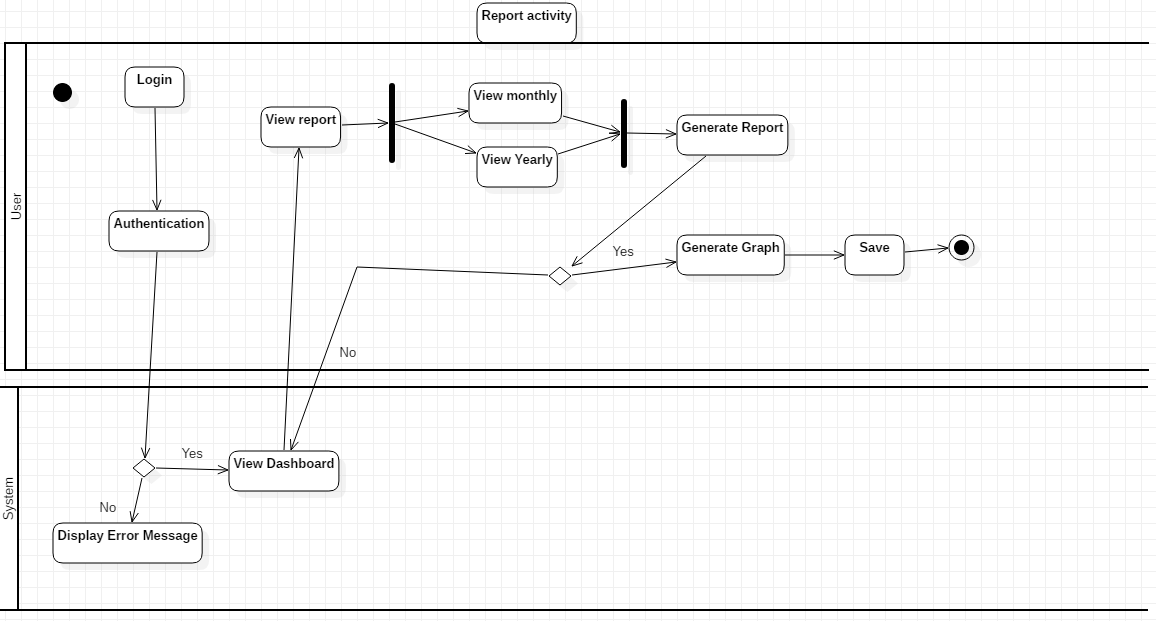 Report activity
Login
View monthly
View report
Generate Report
View Yearly
User
Authentication
Yes
Generate Graph
Save
No
Yes
View Dashboard
System
No
Display Error Message